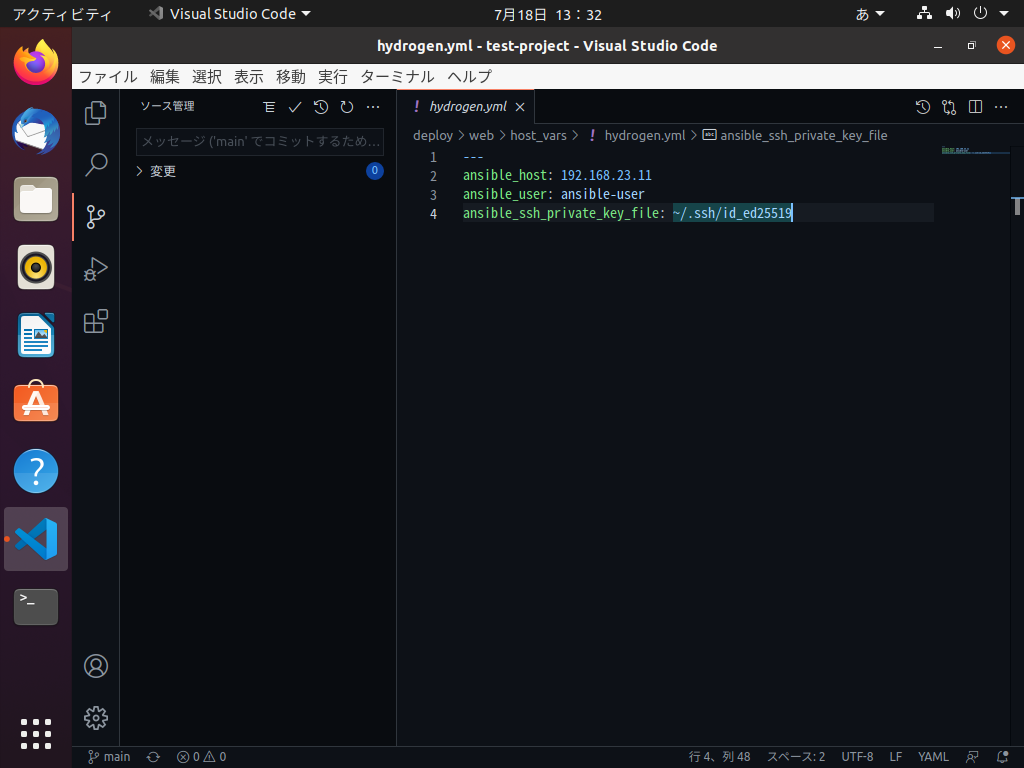 アクティビティ
Visual Studio Code
7月18日 13：32
あ
hydrogen.yml - test-project - Visual Studio Code
ファイル 編集 選択 表示 移動 実行 ターミナル ヘルプ
ソース管理
メッセージ ('main' でコミットするため…
変更
0
! hydrogen.yml
deploy > web > host_vars > ! hydrogen.yml > abc ansible_ssh_private_key_file
1 ---
2 ansible_host: 192.168.23.11
3 ansible_user: ansible-user
4 ansible_ssh_private_key_file: ~/.ssh/id_ed25519
main
0
0
行 4、列 48
スペース: 2
UTF-8
LF
YAML